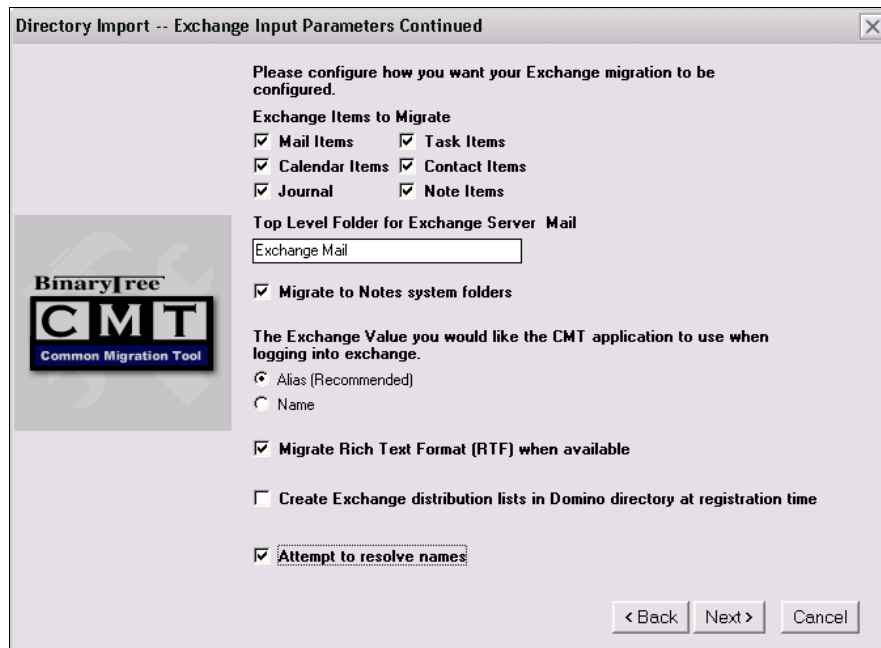 Directory Import -- Exchange Input Parameters Continued
Please configure how you want your Exchange migration to be
configured.
Exchange Items to Migrate
Mail Items Task Items
Calendar Items Contact Items
Journal Note Items
Top Level Folder for Exchange Server Mail
Exchange Mail
Migrate to Notes system folders
BinaryTree
CMT
Common Migration Tool
The Exchange Value you would like the CMT application to use when
logging into exchange.
Alias (Recommended)
Name
Migrate Rich Text Format (RTF) when available
Create Exchange distribution lists in Domino directory at registration time
Attempt to resolve names
< Back Next > Cancel